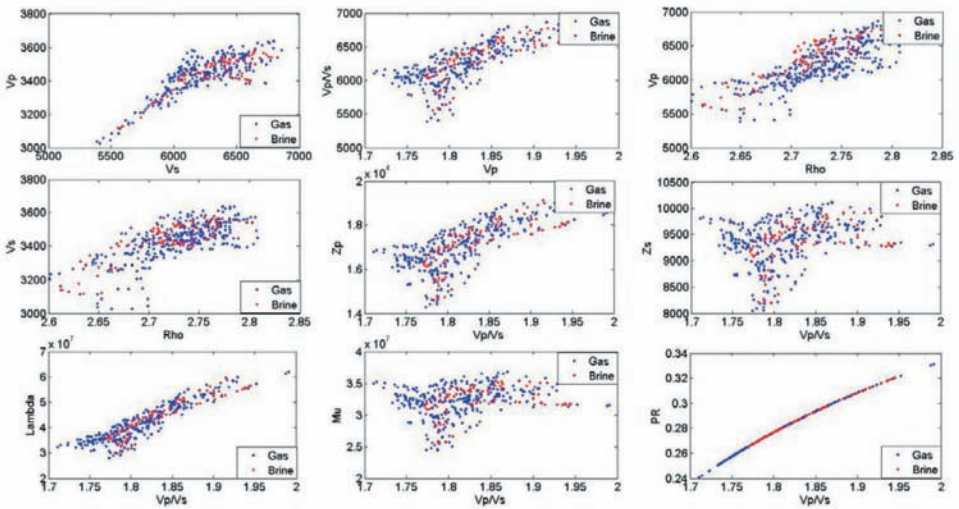 3800
3600
3400
3200
3000
Vp
5000 5500 6000 6500 7000
Vs
Gas
Brine
7000
6500
6000
5500
5000
Vp/Vs
1.7 1.75 1.8 1.85 1.9 1.95 2
Vp
Gas
Brine
7000
6500
6000
5500
5000
Vp
2.6 2.65 2.7 2.75 2.8 2.85
Rho
Gas
Brine
3800
3600
3400
3200
3000
Vs
2.6 2.65 2.7 2.75 2.8 2.85
Rho
Gas
Brine
2 x 10⁴
1.8
1.6
1.4
Zp
1.7 1.75 1.8 1.85 1.9 1.95 2
Vp/Vs
Gas
Brine
10500
10000
9500
9000
8500
8000
Zs
1.7 1.75 1.8 1.85 1.9 1.95 2
Vp/Vs
Gas
Brine
7 x 10⁷
6
5
4
3
2
Lambda
1.7 1.75 1.8 1.85 1.9 1.95 2
Vp/Vs
Gas
Brine
4 x 10⁷
3.5
3
2.5
2
Mu
1.7 1.75 1.8 1.85 1.9 1.95 2
Vp/Vs
Gas
Brine
0.34
0.32
0.3
0.28
0.26
0.24
PR
1.7 1.75 1.8 1.85 1.9 1.95 2
Vp/Vs
Gas
Brine